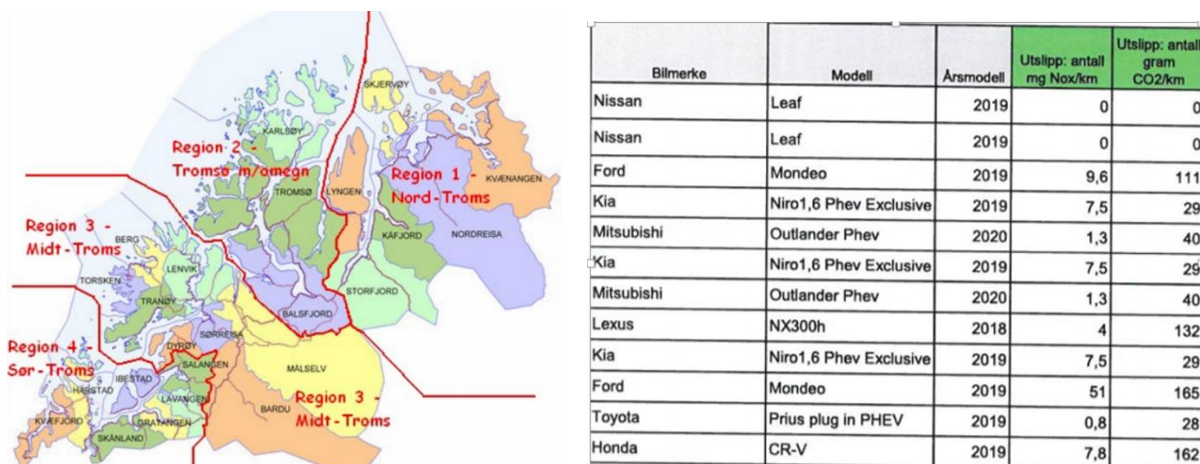 SKJERVØY
KARLSØY
Region 2 -
Tromsø m/omegn
TROMSØ
LYNGEN
Region 1 -
Nord-Troms
KVÆNANGEN
NORDREISA
KÅFJORD
STORFJORD
BALSFJORD
Region 3 -
Midt-Troms
BERG
TORSKEN
LENVIK
TRANØY
SØRREISA
DYRØY
MÅLSELV
Region 4 -
Sør-Troms
SALANGEN
IBESTAD
HARSTAD
LAVANGEN
KVÆFJORD
GRATANGEN
SKÅNLAND
BARDU
Region 3 -
Midt-Troms
Bilmerke Modell Årsmodell Utslipp: antall mg Nox/km Utslipp: antall gram CO2/km
Nissan Leaf 2019 0 0
Nissan Leaf 2019 0 0
Ford Mondeo 2019 9,6 111
Kia Niro1,6 Phev Exclusive 2019 7,5 29
Mitsubishi Outlander Phev 2020 1,3 40
Kia Niro1,6 Phev Exclusive 2019 7,5 29
Mitsubishi Outlander Phev 2020 1,3 40
Lexus NX300h 2018 4 132
Kia Niro1,6 Phev Exclusive 2019 7,5 29
Ford Mondeo 2019 51 165
Toyota Prius plug in PHEV 2019 0,8 28
Honda CR-V 2019 7,8 162